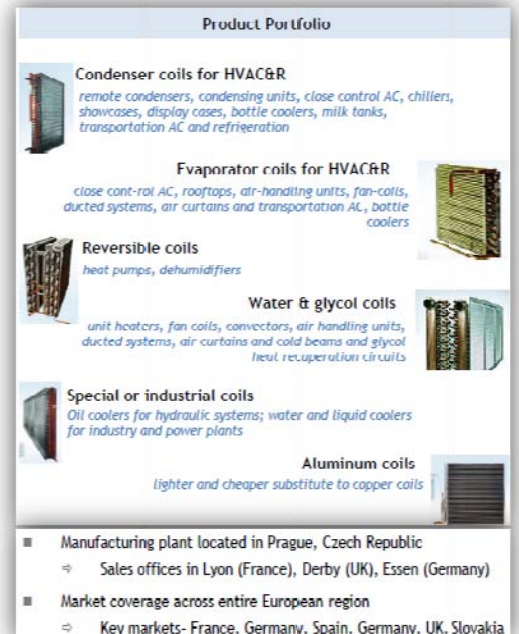 Product Portfolio
Condenser coils for HVAC&R
remote condensers, condensing units, close control AC, chillers,
showcases, display cases, bottle coolers, milk tanks,
transportation AC and refrigeration
Evaporator coils for HVAC&R
close cont-rol AC, rooftops, air-handling units, fan-coils,
ducted systems, air curtains and transportation AC, bottle
coolers
Reversible coils
heat pumps, dehumidifiers
Water & glycol coils
unit heaters, fan coils, convectors, air handling units,
ducted systems, air curtains and cold beams and glycol
heat recuperation circuits
Special or industrial coils
Oil coolers for hydraulic systems; water and liquid coolers
for industry and power plants
Aluminum coils
lighter and cheaper substitute to copper coils
■ Manufacturing plant located in Prague, Czech Republic
⇨ Sales offices in Lyon (France), Derby (UK), Essen (Germany)
■ Market coverage across entire European region
⇨ Key markets- France, Germany, Spain, Germany, UK, Slovakia